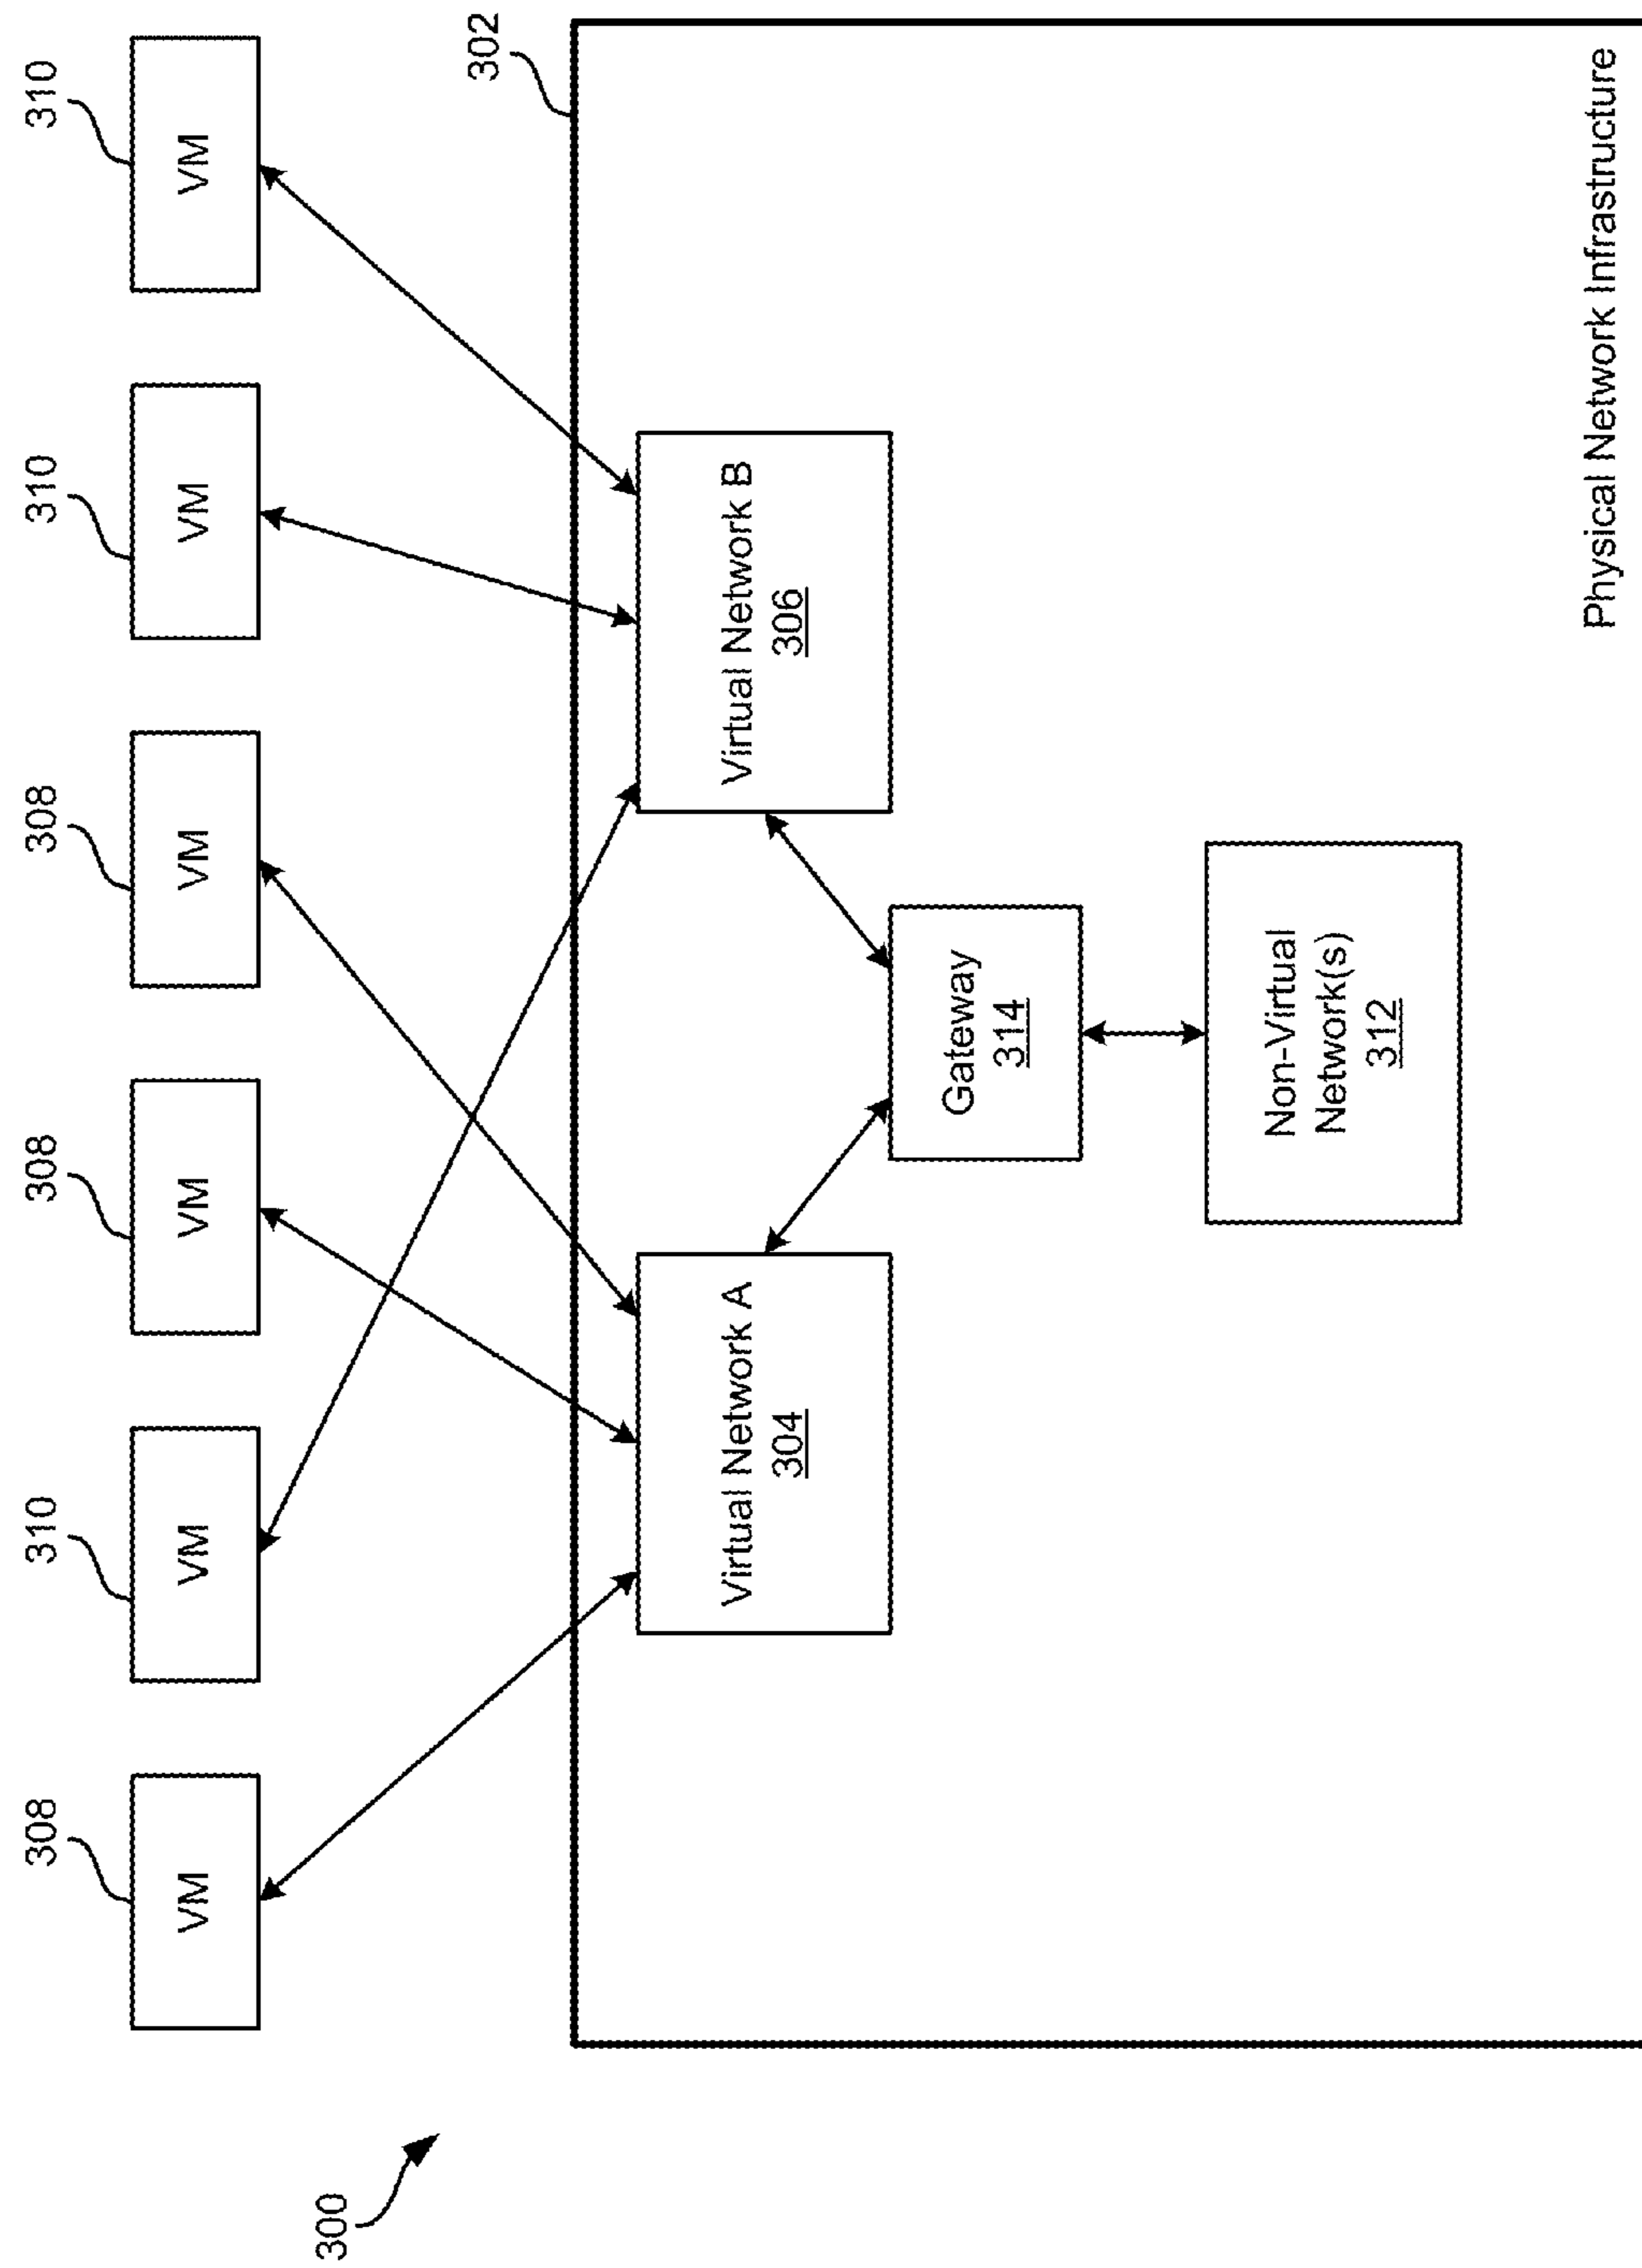 308
310
308
308
310
310
VM
VM
VM
VM
VM
VM
300
302
Virtual Network A
304
Virtual Network B
306
Gateway
314
Non-Virtual
Network(s)
312
Physical Network Infrastructure